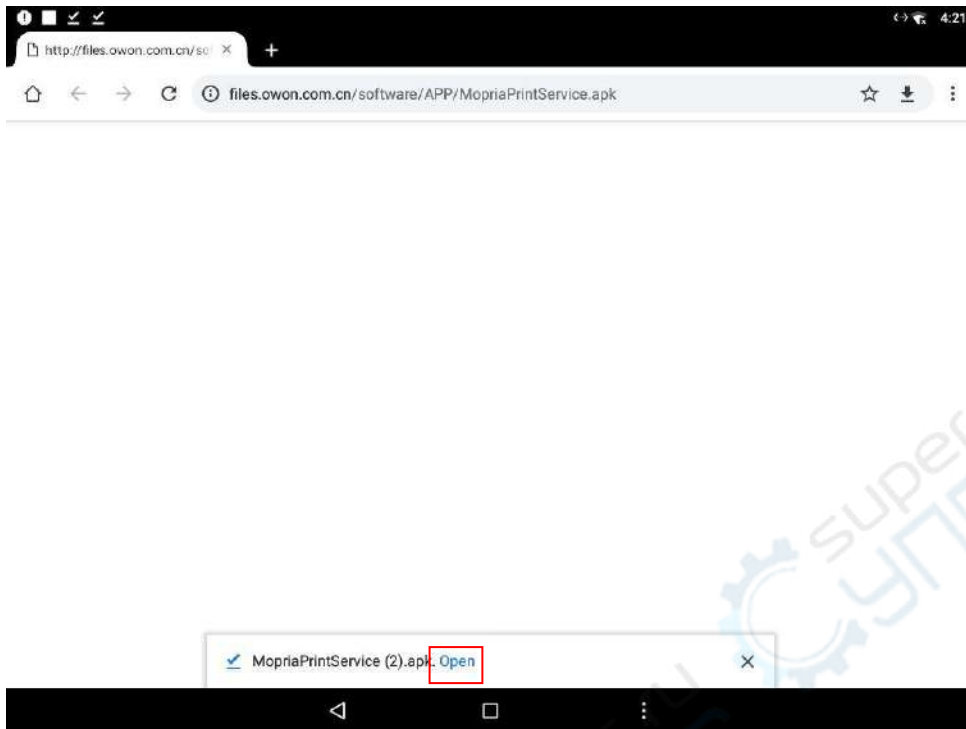 4:21
http://files.owon.com.cn/so
files.owon.com.cn/software/APP/MopriaPrintService.apk
MopriaPrintService (2).apk. Open
super